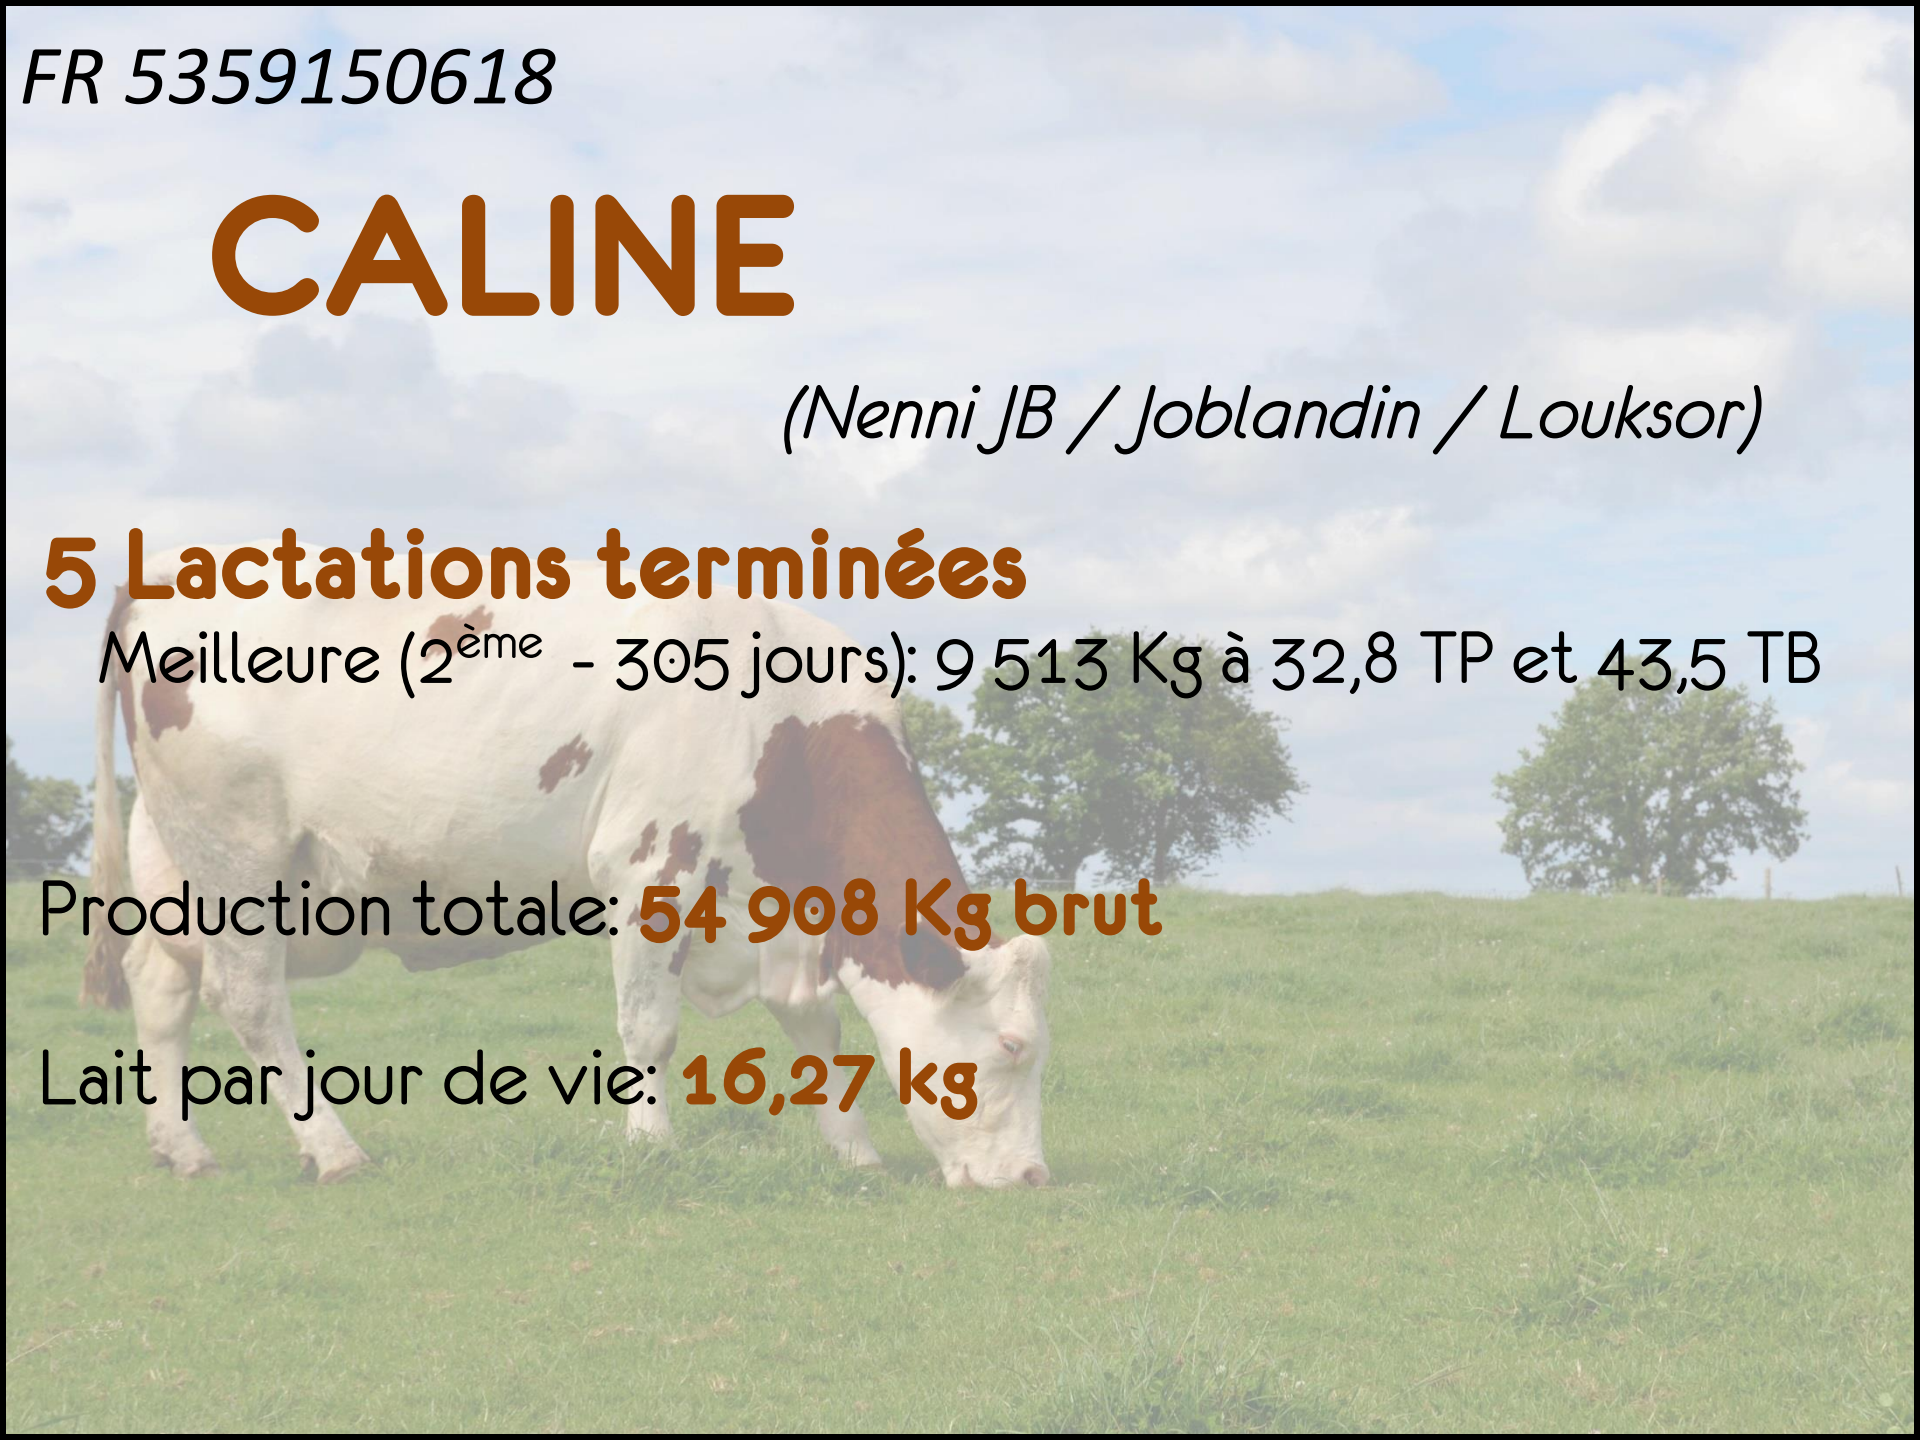 FR 5359150618
CALINE
(Nenni JB / Joblandin / Louksor)
5 Lactations terminées
Meilleure (2ème - 305 jours): 9 513 Kg à 32,8 TP et 43,5 TB
Production totale: 54 908 Kg brut
Lait par jour de vie: 16,27 kg